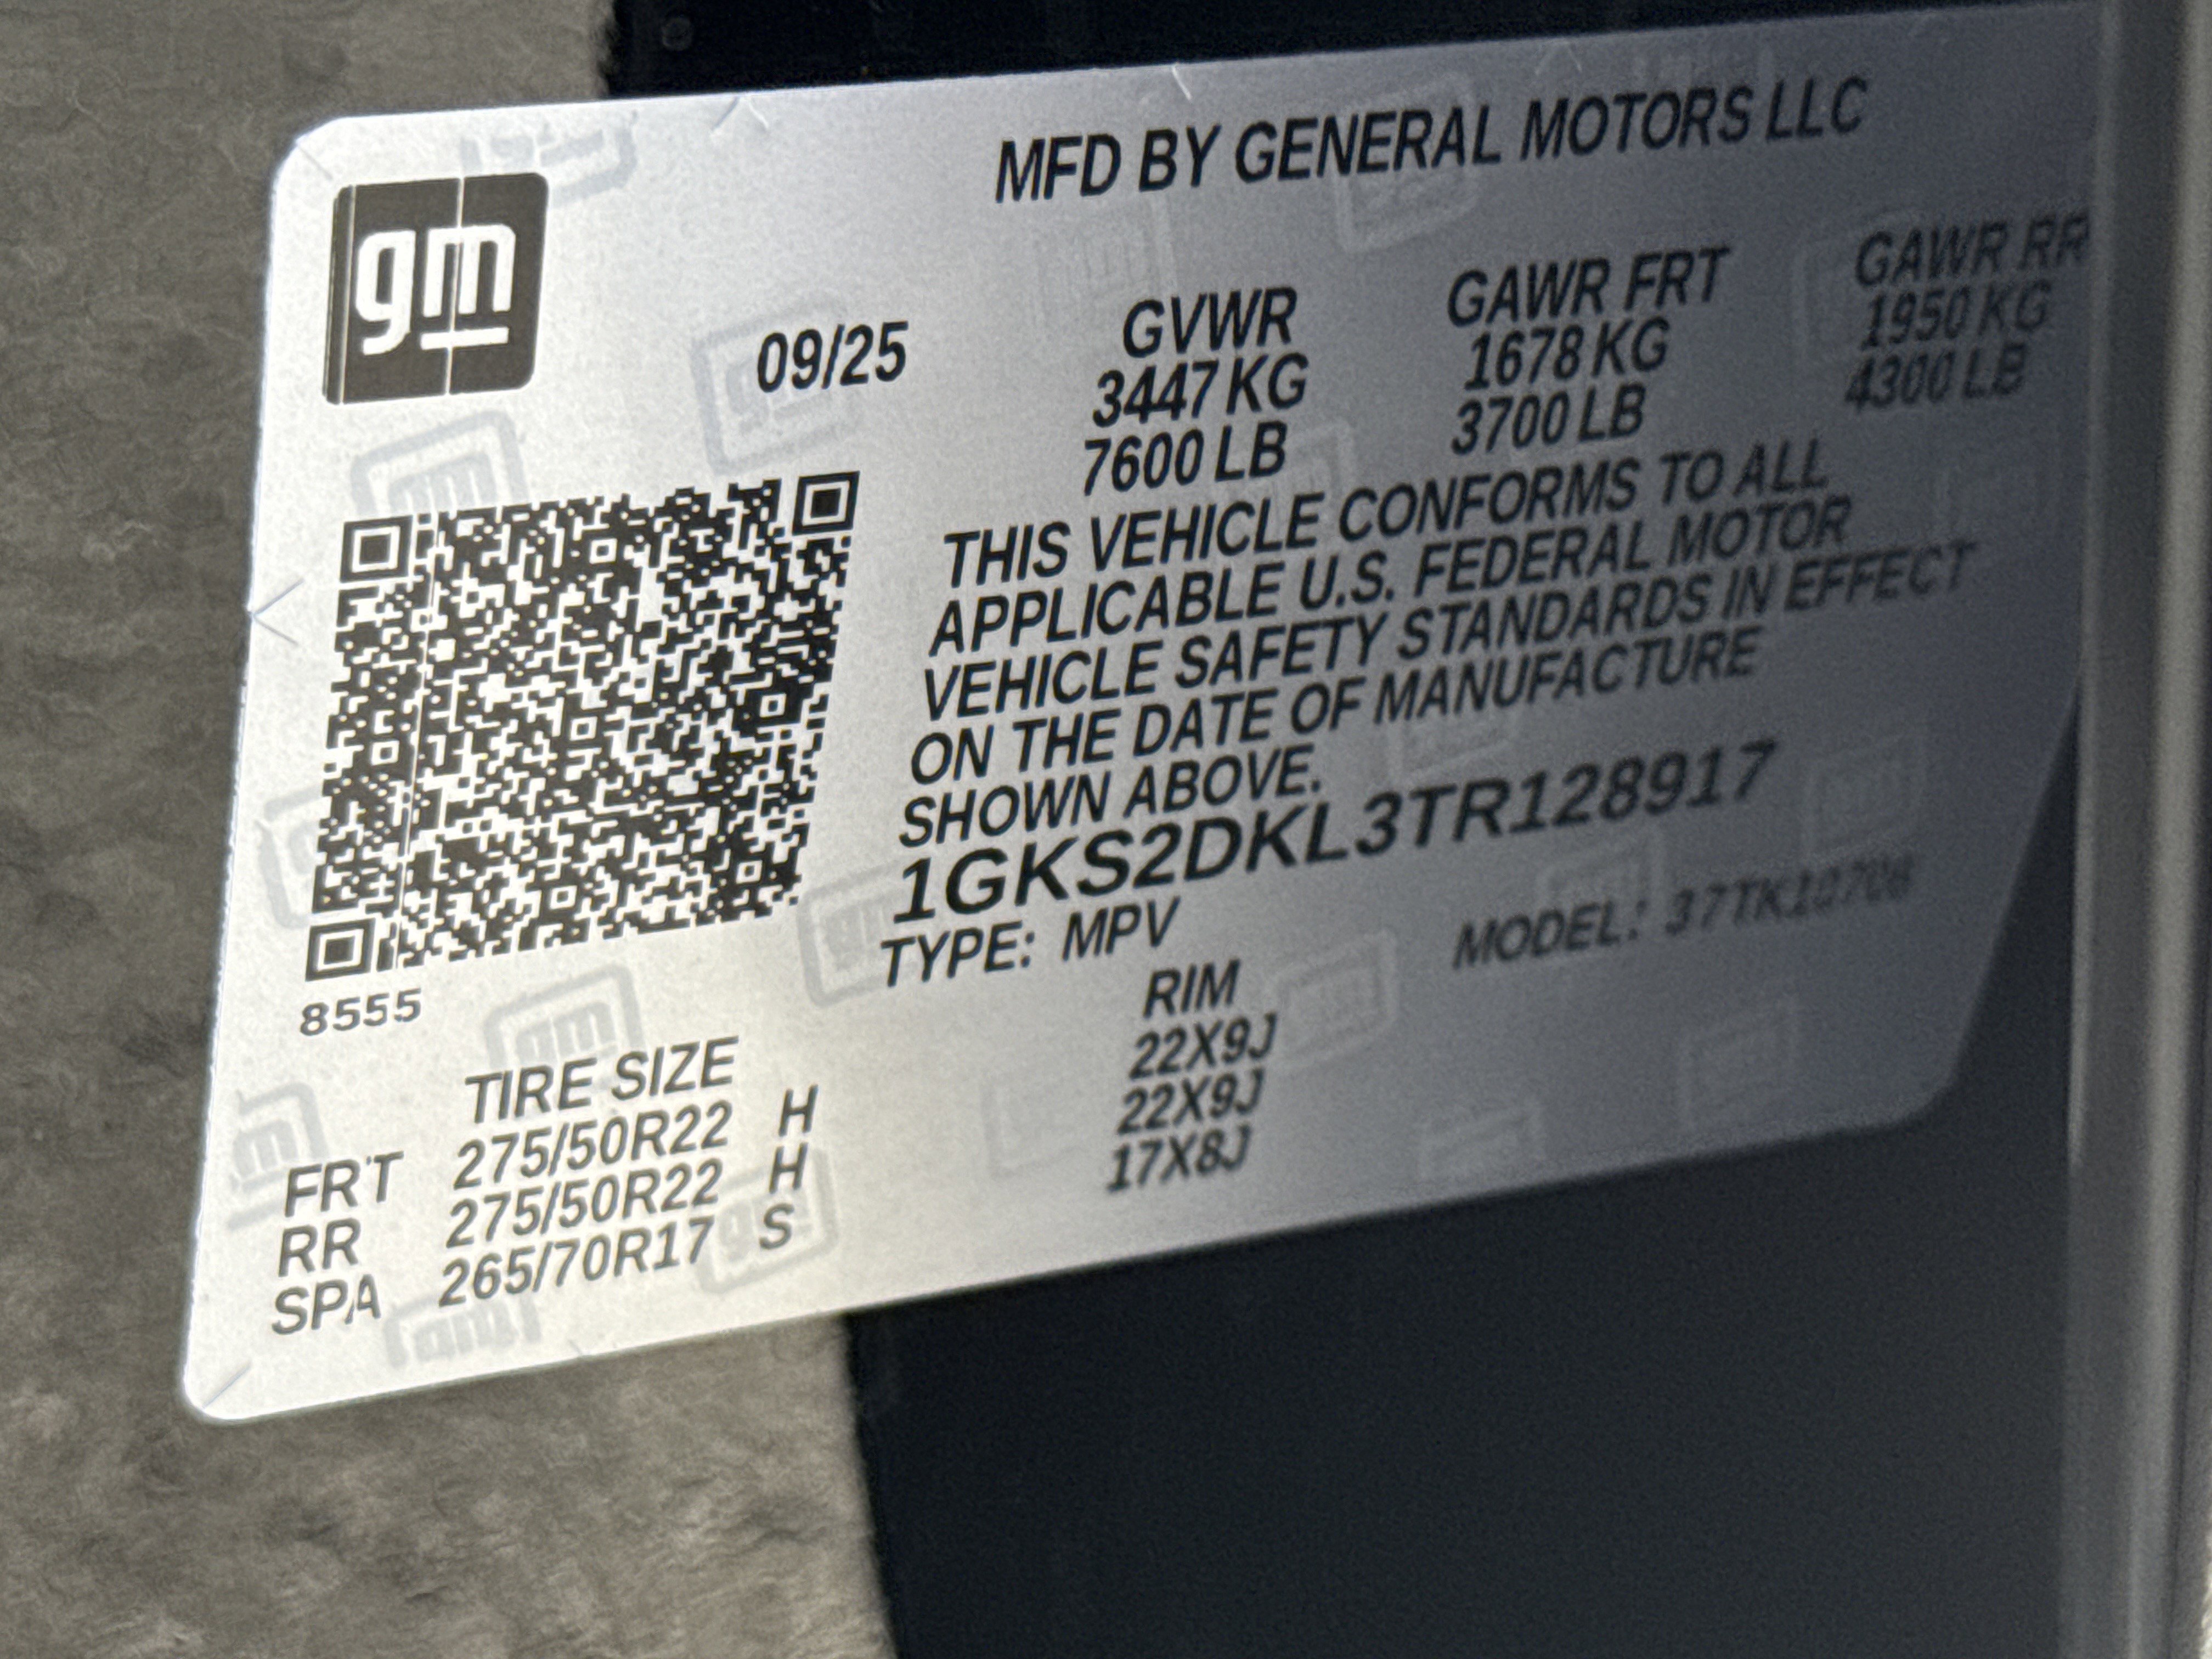 gm
MFD BY GENERAL MOTORS LLC
09/25
GVWR GAWR FRT GAWR RR
3447 KG 1678 KG 1950 KG
7600 LB 3700 LB 4300 LB
THIS VEHICLE CONFORMS TO ALL
APPLICABLE U.S. FEDERAL MOTOR
VEHICLE SAFETY STANDARDS IN EFFECT
ON THE DATE OF MANUFACTURE
SHOWN ABOVE.
1GKS2DKL3TR128917
TYPE: MPV MODEL:
8555
TIRE SIZE RIM
FRT 275/50R22 H 22X9J
RR 275/50R22 H 22X9J
SPA 265/70R17 S 17X8J